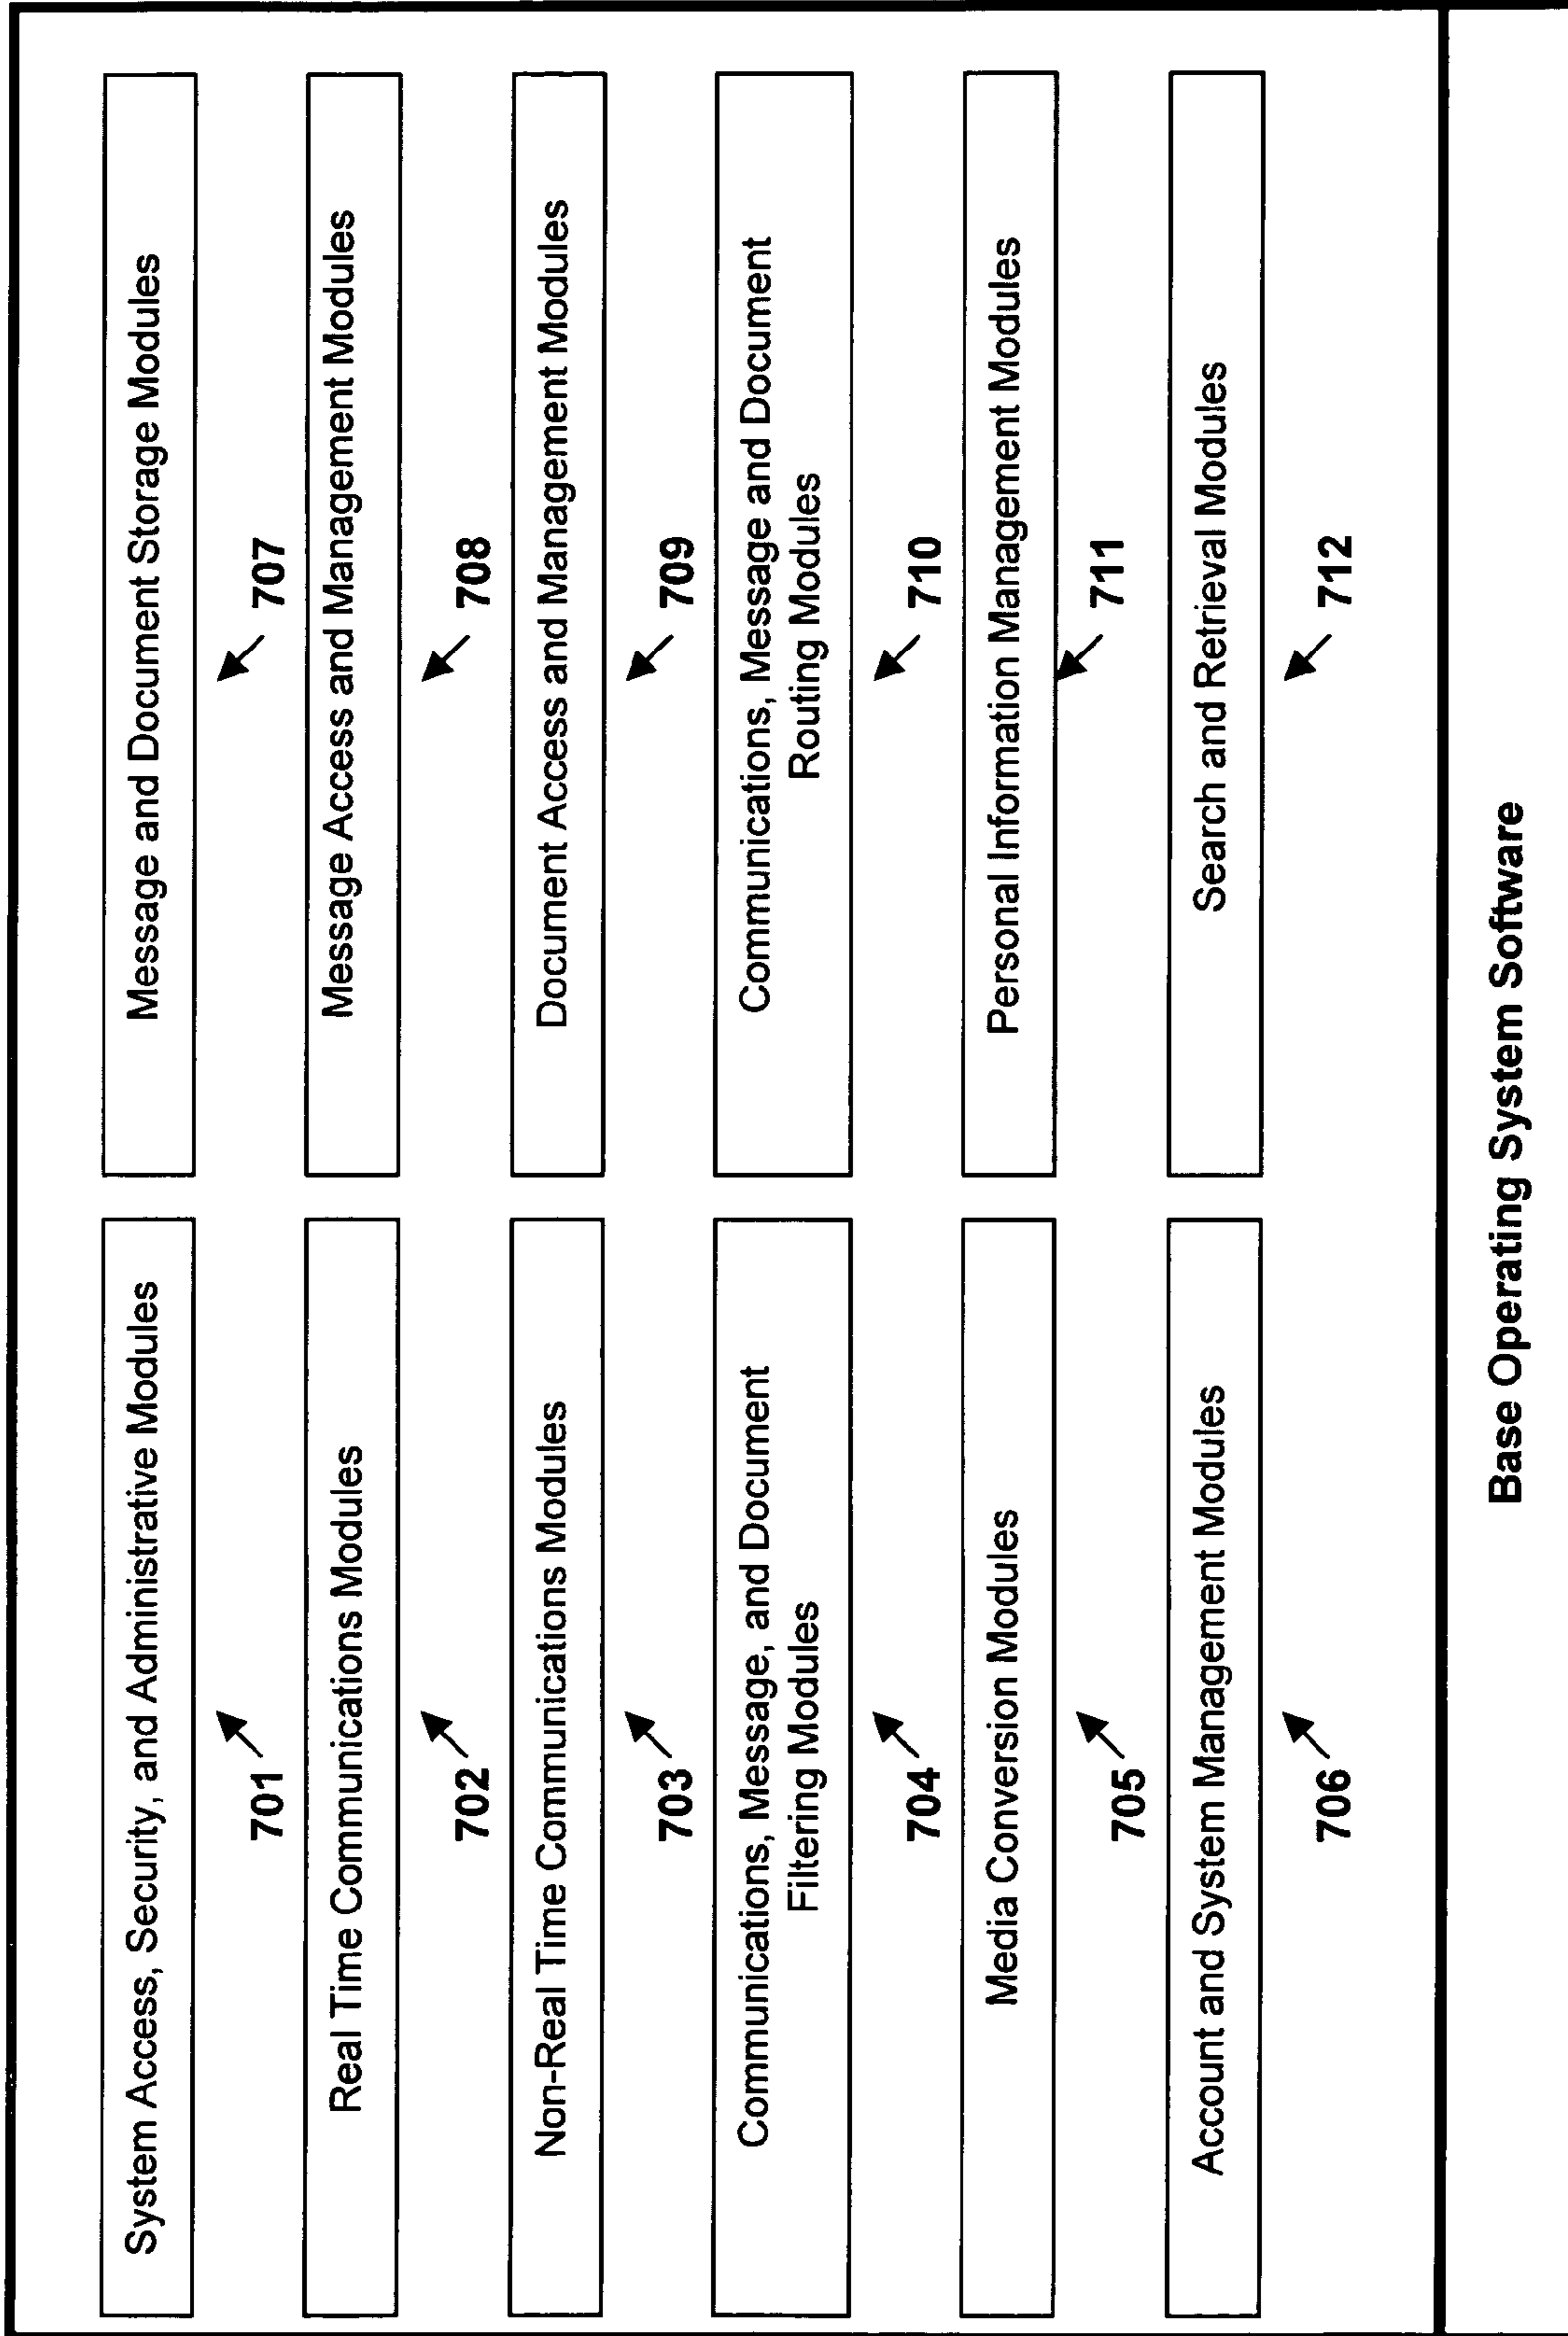 System Access, Security, and Administrative Modules
701
Real Time Communications Modules
702
Non-Real Time Communications Modules
703
Communications, Message, and Document
Filtering Modules
704
Media Conversion Modules
705
Account and System Management Modules
706
Message and Document Storage Modules
707
Message Access and Management Modules
708
Document Access and Management Modules
709
Communications, Message and Document
Routing Modules
710
Personal Information Management Modules
711
Search and Retrieval Modules
712
Base Operating System Software